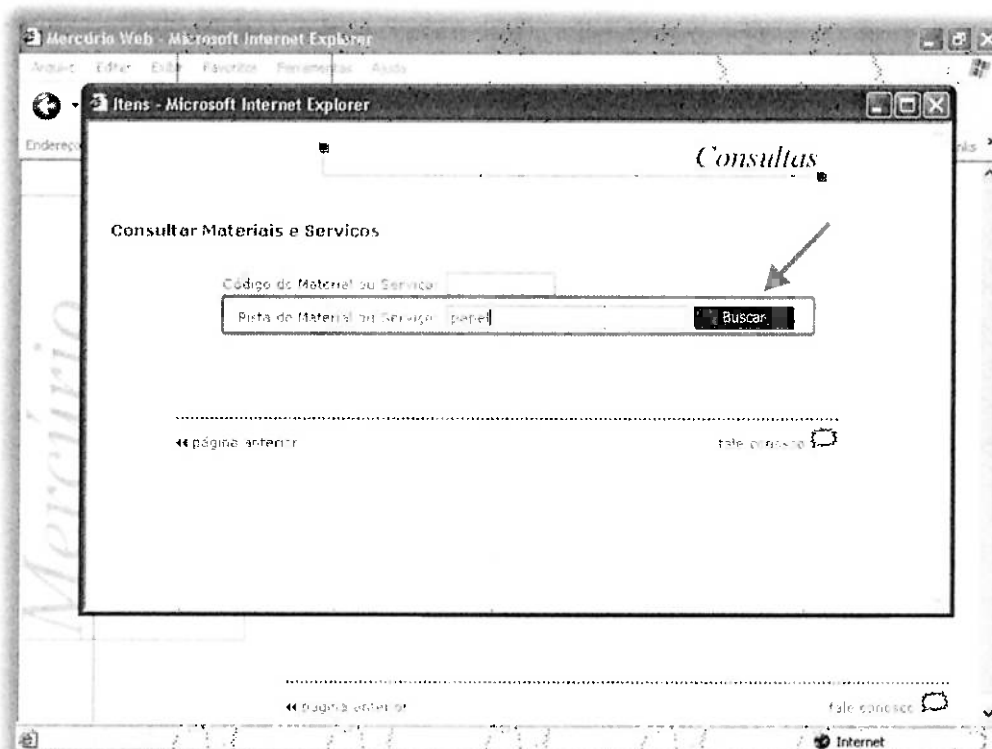 Mercúrio Web - Microsoft Internet Explorer
Arquivo Editar Exibir Favoritos Ferramentas Ajuda
Itens - Microsoft Internet Explorer
Endereço
Links
Consultas
Consultar Materiais e Serviços
Código do Material ou Serviço:
Pista do Material ou Serviço: papel
Buscar
página anterior
fale conosco
Mercúrio
página anterior
fale conosco
Internet